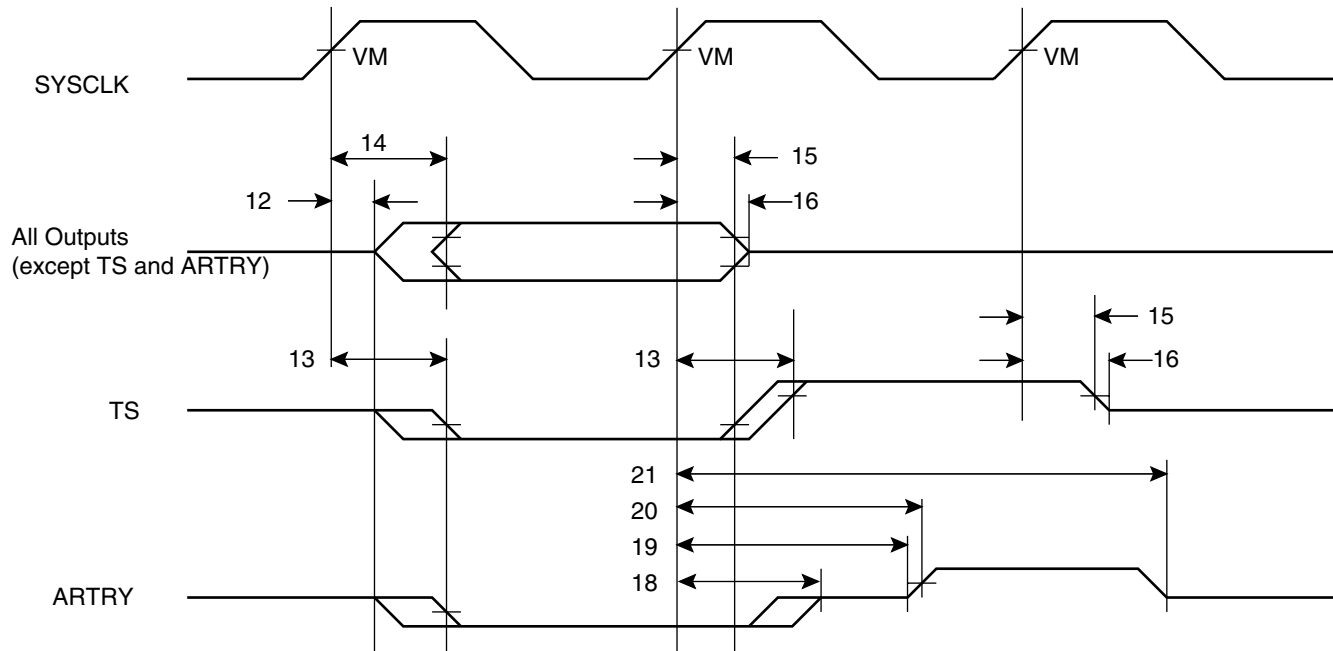 VM
VM
VM
SYSCLK
14
15
12
16
All Outputs
(except TS and ARTRY)
15
13
13
16
TS
21
20
19
18
ARTRY